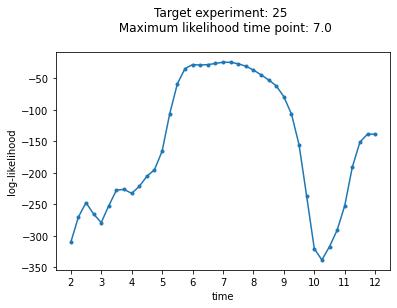 Target experiment: 25
Maximum likelihood time point: 7.0
−50
−100
−150
−200
−250
−300
−350
log-likelihood
2 3 4 5 6 7 8 9 10 11 12
time